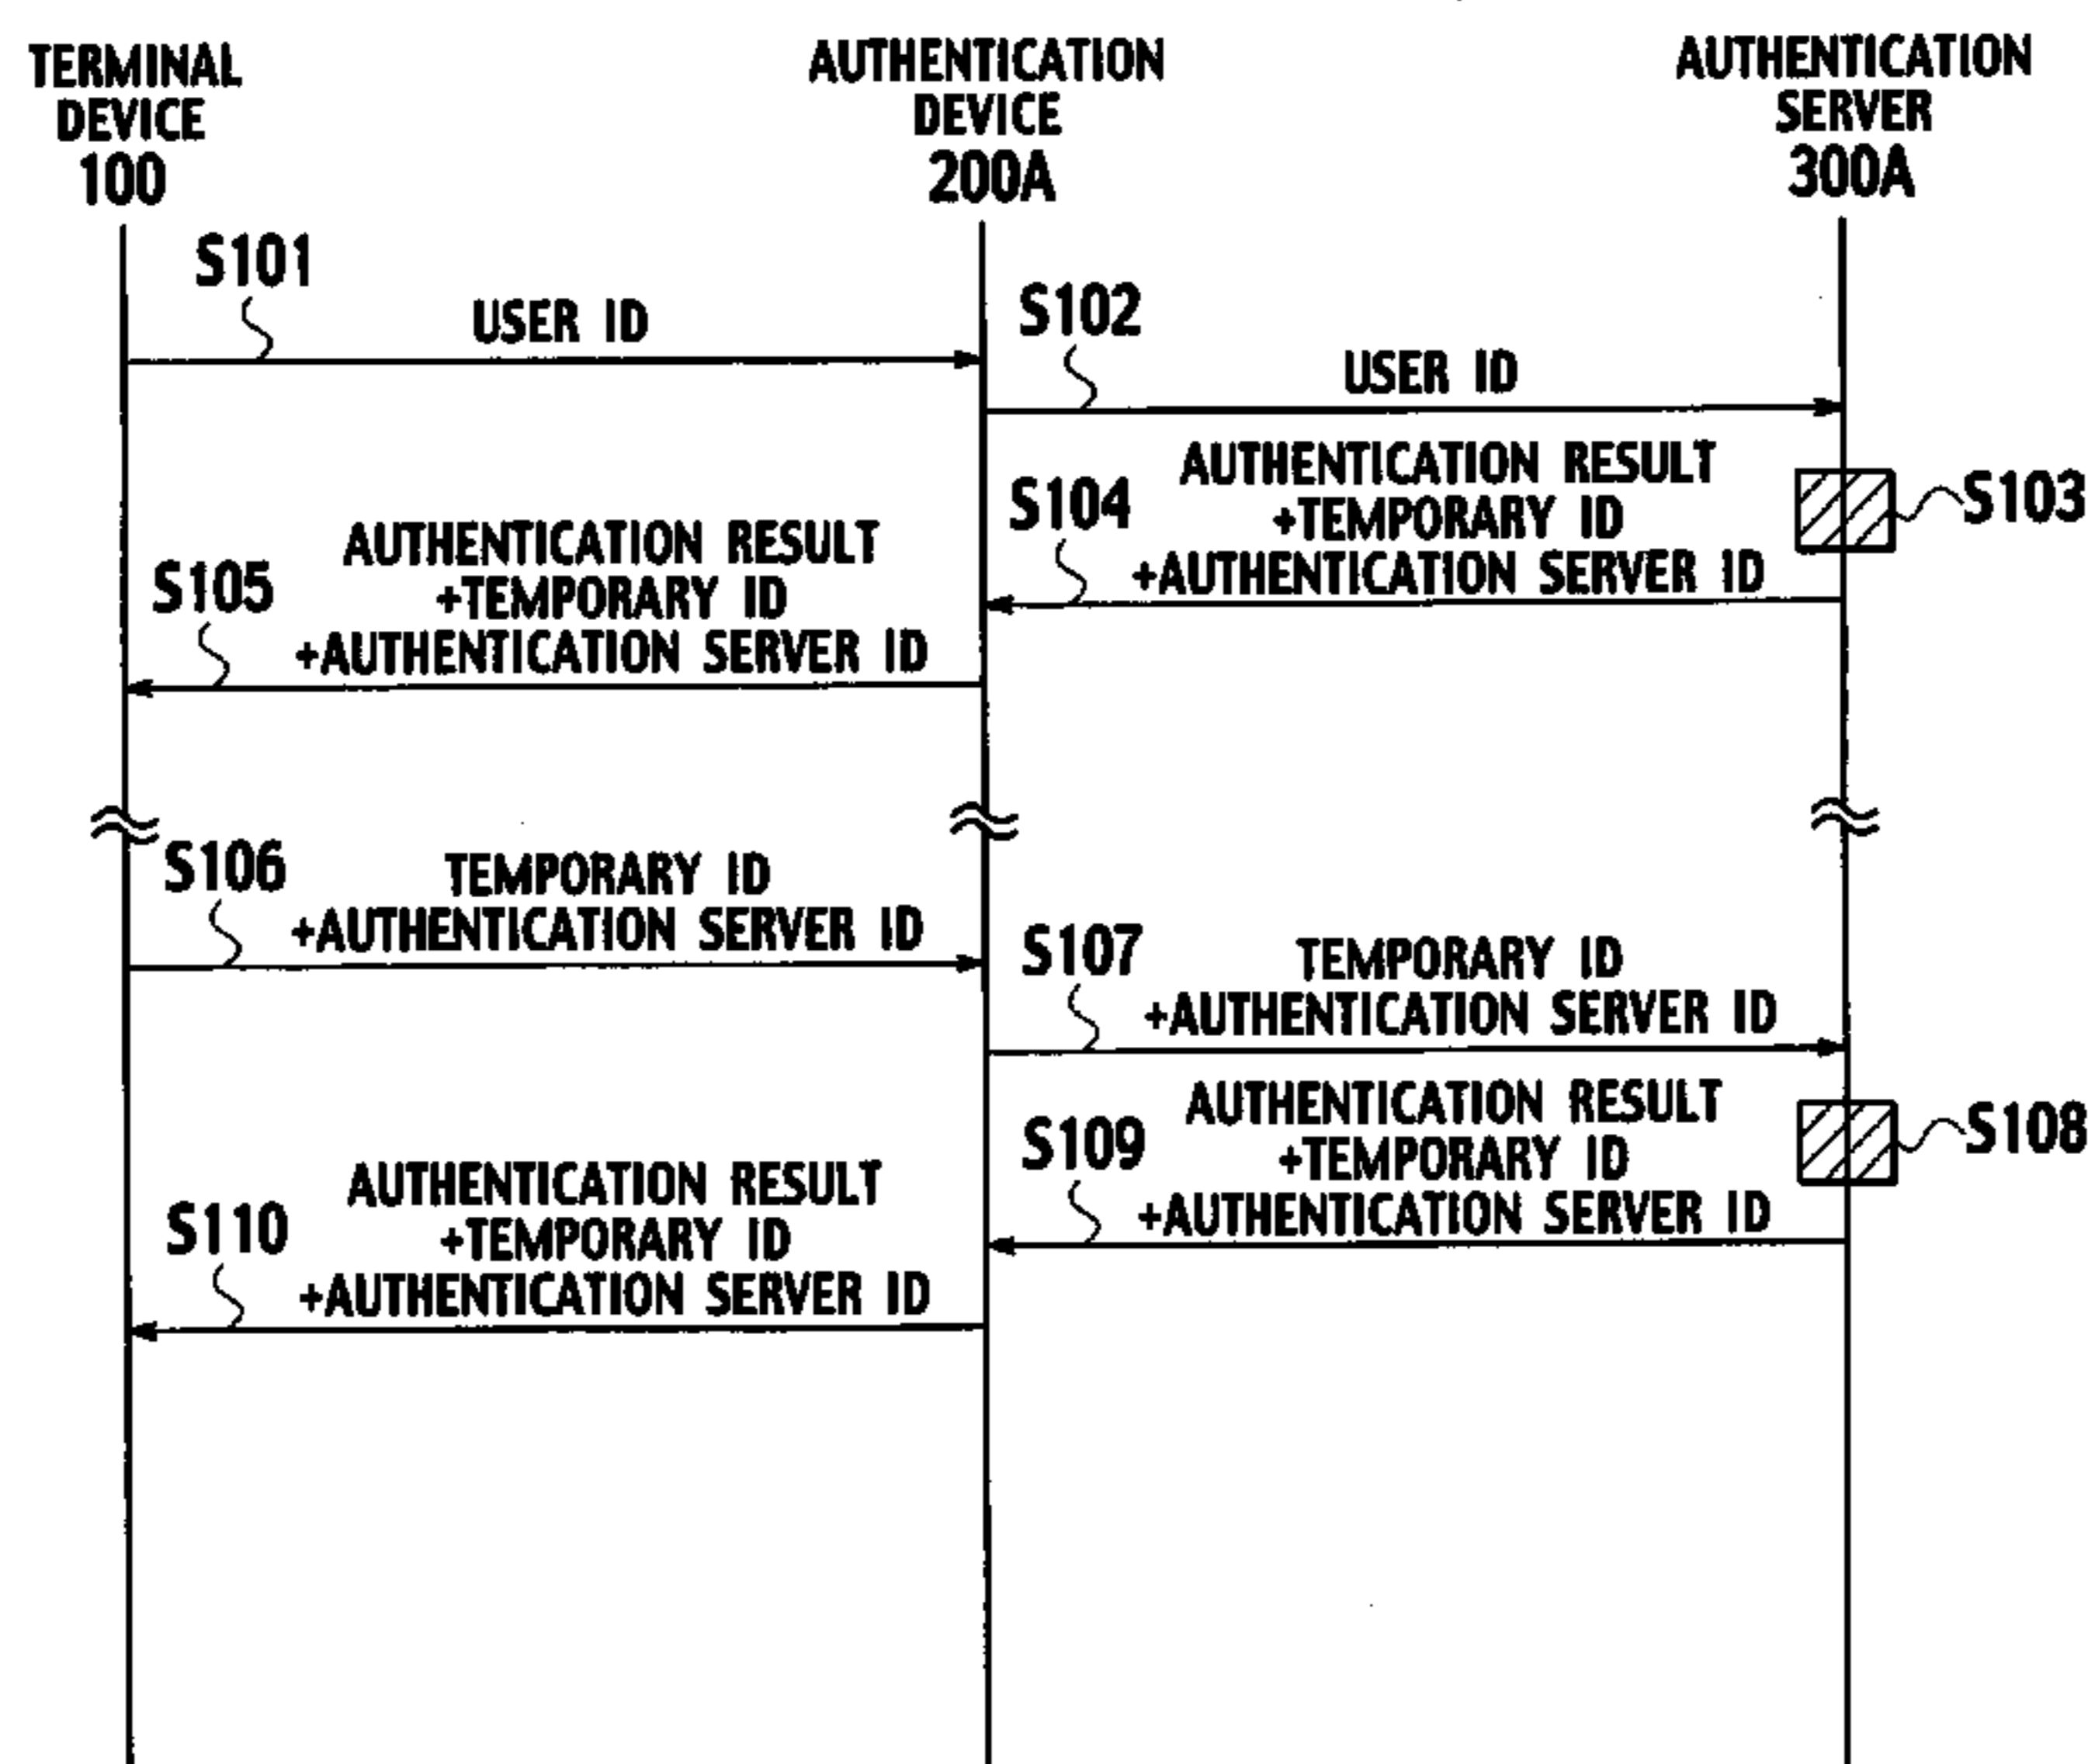 TERMINAL
DEVICE
100
AUTHENTICATION
DEVICE
200A
AUTHENTICATION
SERVER
300A
S101
USER ID
S102
USER ID
S103
S104
AUTHENTICATION RESULT
+TEMPORARY ID
+AUTHENTICATION SERVER ID
S105
AUTHENTICATION RESULT
+TEMPORARY ID
+AUTHENTICATION SERVER ID
S106
TEMPORARY ID
+AUTHENTICATION SERVER ID
S107
TEMPORARY ID
+AUTHENTICATION SERVER ID
S108
S109
AUTHENTICATION RESULT
+TEMPORARY ID
+AUTHENTICATION SERVER ID
S110
AUTHENTICATION RESULT
+TEMPORARY ID
+AUTHENTICATION SERVER ID